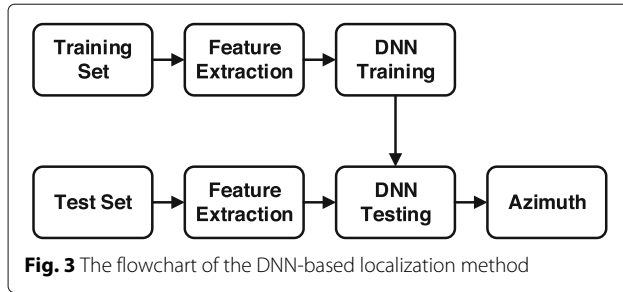 Training
Set
Feature
Extraction
DNN
Training
Test Set
Feature
Extraction
DNN
Testing
Azimuth
Fig. 3 The flowchart of the DNN-based localization method